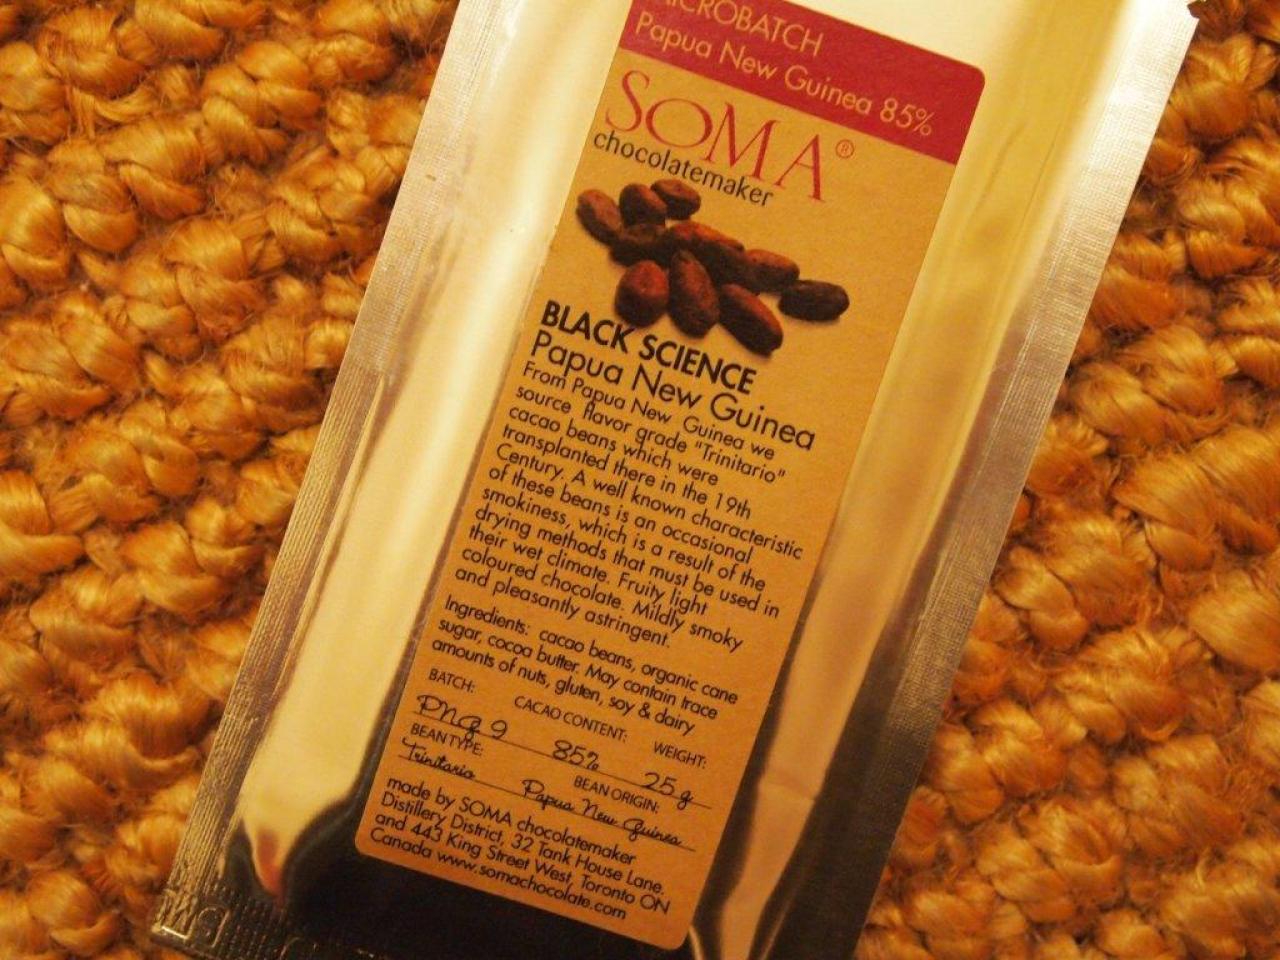 MICROBATCH
Papua New Guinea 85%
SOMA®
chocolatemaker
BLACK SCIENCE
Papua New Guinea
From Papua New Guinea we
source flavor grade "Trinitario"
cacao beans which were
transplanted there in the 19th
Century. A well known characteristic
of these beans is an occasional
smokiness, which is a result of the
drying methods that must be used in
their wet climate. Fruity light
coloured chocolate. Mildly smoky
and pleasantly astringent.
Ingredients: cacao beans, organic cane
sugar, cocoa butter. May contain trace
amounts of nuts, gluten, soy & dairy
BATCH: CACAO CONTENT: WEIGHT:
PNG 9 85% 25g
BEAN TYPE: BEAN ORIGIN:
Trinitario Papua New Guinea
made by SOMA chocolatemaker
Distillery District, 32 Tank House Lane,
and 443 King Street West, Toronto ON
Canada www.somachocolate.com